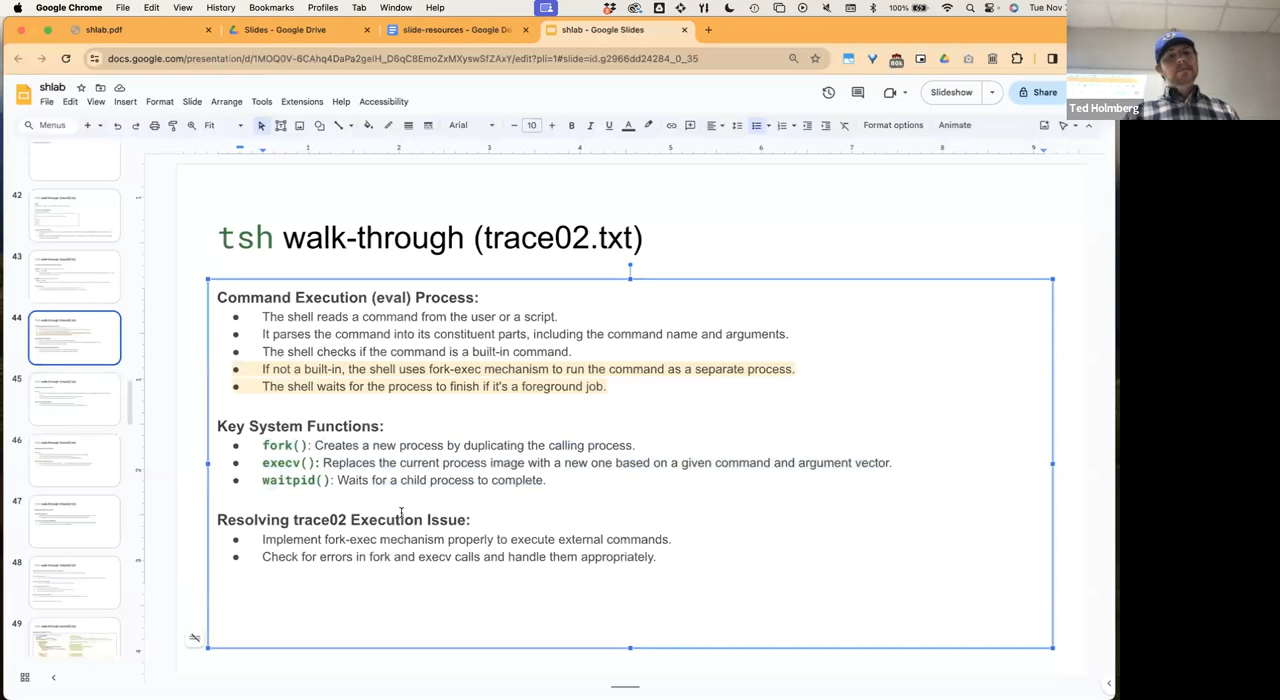 Google Chrome File Edit View History Bookmarks Profiles Tab Window Help 100% Tue Nov
shlab.pdf Slides - Google Drive slide-resources - Google Do shlab - Google Slides
docs.google.com/presentation/d/1MOQ0V-6CAhq4DaPa2gelH_D6qC8EmoZxMXyswSfZAxY/edit?pli=1#slide=id.g2966dd24284_0_35
shlab
File Edit View Insert Format Slide Arrange Tools Extensions Help Accessibility
Slideshow Share
Ted Holmberg
Menus Fit Arial 10 B I U A Format options Animate
1 2 3 4 5 6 7 8 9
42
43
44
45
46
47
48
49
tsh walk-through (trace02.txt)
Command Execution (eval) Process:
● The shell reads a command from the user or a script.
● It parses the command into its constituent parts, including the command name and arguments.
● The shell checks if the command is a built-in command.
● If not a built-in, the shell uses fork-exec mechanism to run the command as a separate process.
● The shell waits for the process to finish if it's a foreground job.
Key System Functions:
● fork(): Creates a new process by duplicating the calling process.
● execv(): Replaces the current process image with a new one based on a given command and argument vector.
● waitpid(): Waits for a child process to complete.
Resolving trace02 Execution Issue:
● Implement fork-exec mechanism properly to execute external commands.
● Check for errors in fork and execv calls and handle them appropriately.